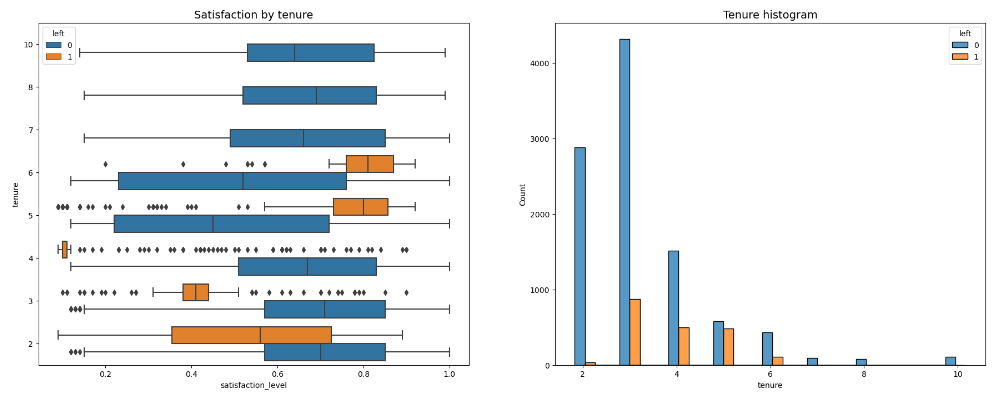 Satisfaction by tenure
left
0
1
10
8
7
6
5
4
3
2
tenure
0.2 0.4 0.6 0.8 1.0
satisfaction_level
Tenure histogram
left
0
1
4000
3000
2000
1000
0
Count
2 4 6 8 10
tenure